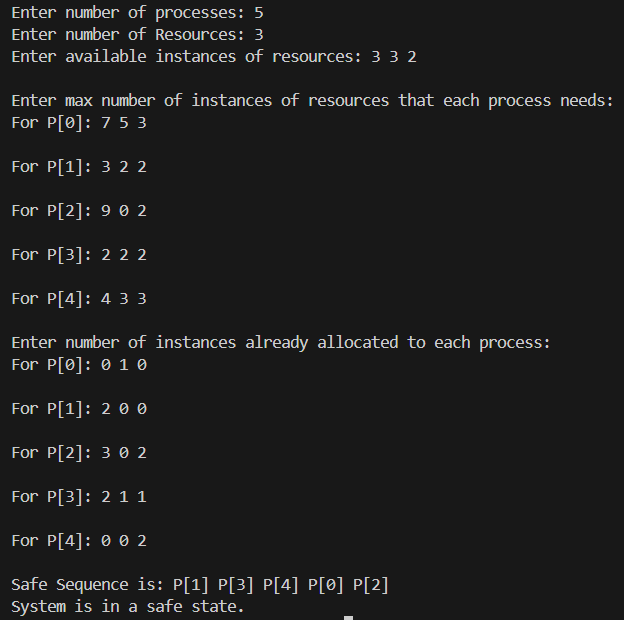 Enter number of processes: 5
Enter number of Resources: 3
Enter available instances of resources: 3 3 2
Enter max number of instances of resources that each process needs:
For P[0]: 7 5 3
For P[1]: 3 2 2
For P[2]: 9 0 2
For P[3]: 2 2 2
For P[4]: 4 3 3
Enter number of instances already allocated to each process:
For P[0]: 0 1 0
For P[1]: 2 0 0
For P[2]: 3 0 2
For P[3]: 2 1 1
For P[4]: 0 0 2
Safe Sequence is: P[1] P[3] P[4] P[0] P[2]
System is in a safe state.